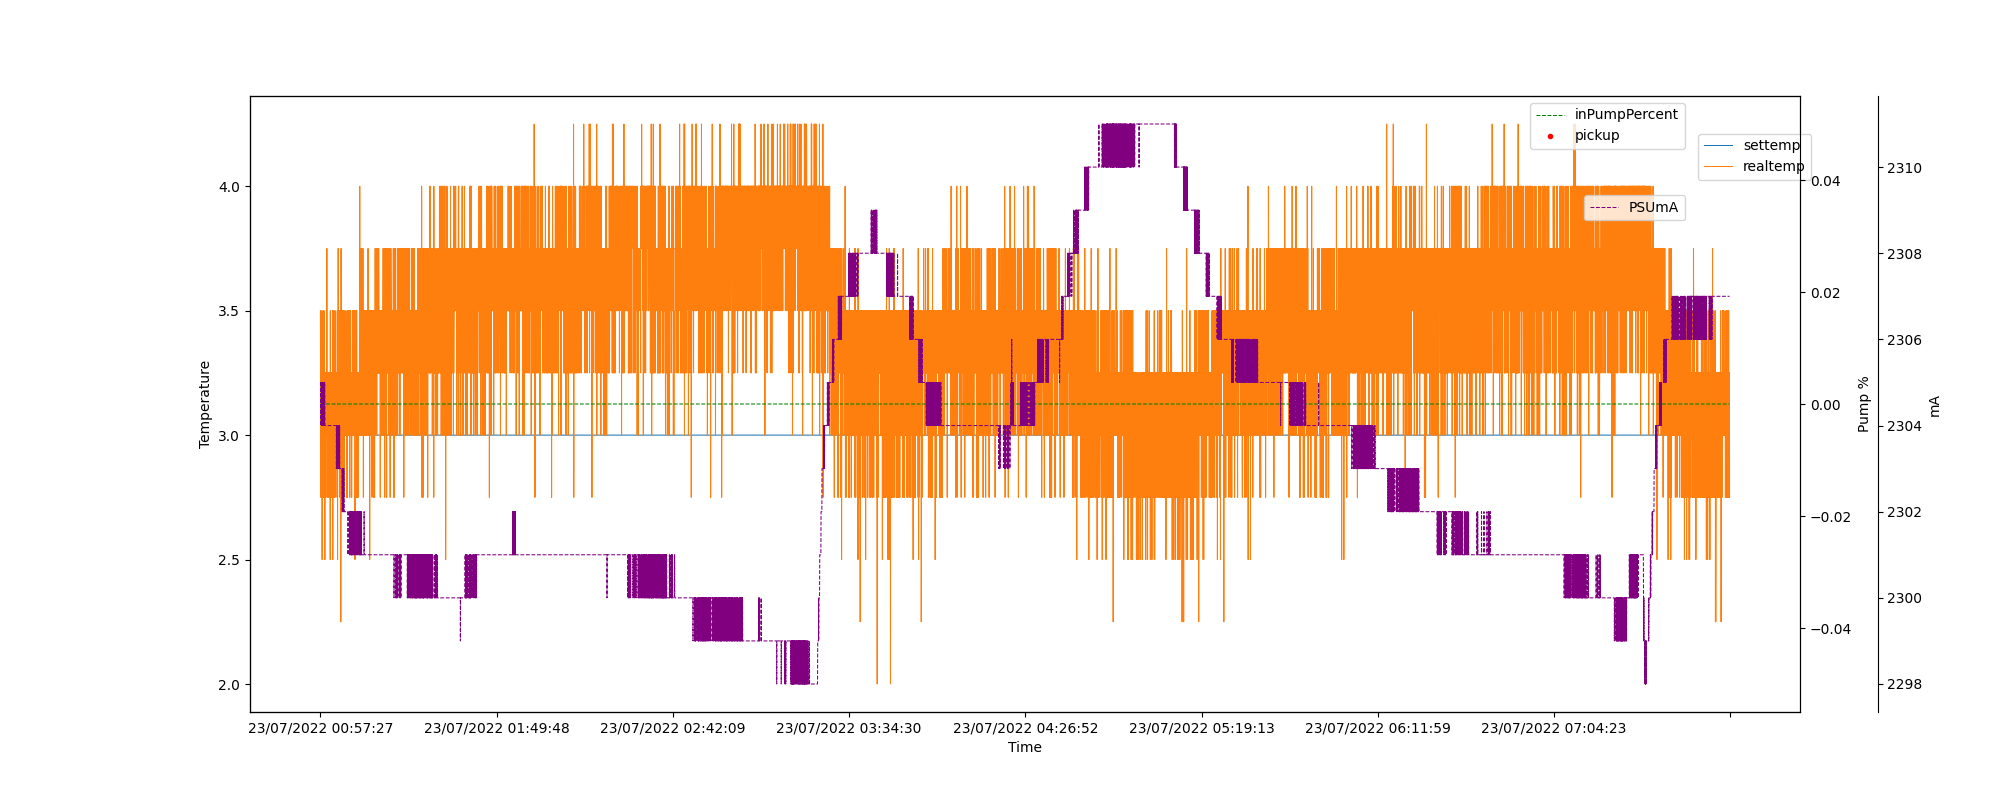 inPumpPercent
pickup
settemp
realtemp
PSUmA
Temperature
4.0
3.5
3.0
2.5
2.0
0.04
0.02
0.00
−0.02
−0.04
Pump %
2310
2308
2306
2304
2302
2300
2298
mA
23/07/2022 00:57:27
23/07/2022 01:49:48
23/07/2022 02:42:09
23/07/2022 03:34:30
23/07/2022 04:26:52
23/07/2022 05:19:13
23/07/2022 06:11:59
23/07/2022 07:04:23
Time